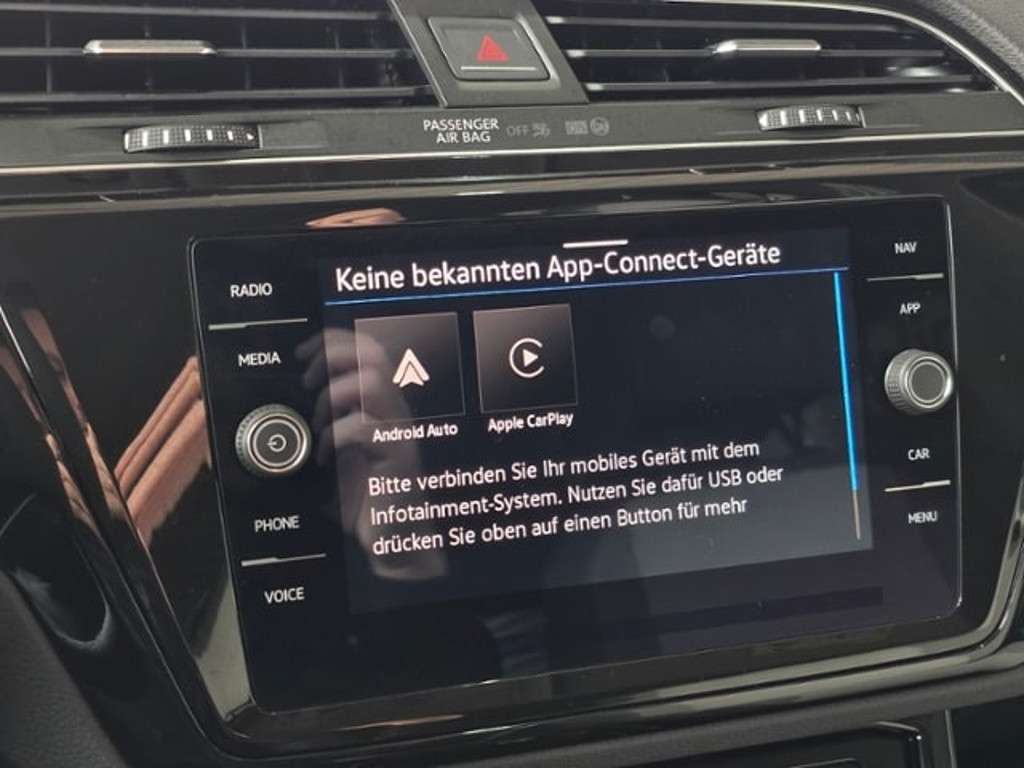 PASSENGER
AIR BAG
OFF
Keine bekannten App-Connect-Geräte
RADIO
MEDIA
PHONE
VOICE
Android Auto
Apple CarPlay
Bitte verbinden Sie Ihr mobiles Gerät mit dem
Infotainment-System. Nutzen Sie dafür USB oder
drücken Sie oben auf einen Button für mehr
NAV
APP
CAR
MENU